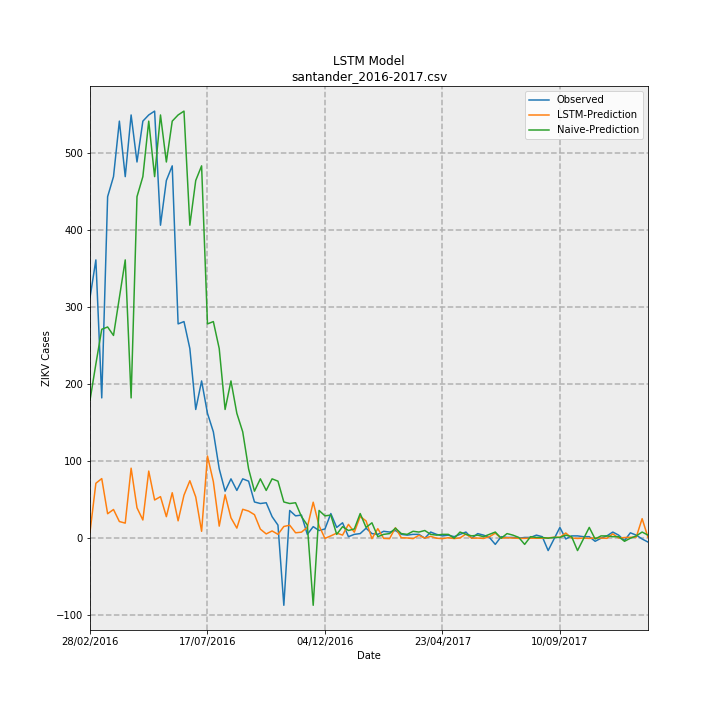 LSTM Model
santander_2016-2017.csv
Observed
LSTM-Prediction
Naive-Prediction
ZIKV Cases
500
400
300
200
100
0
−100
28/02/2016 17/07/2016 04/12/2016 23/04/2017 10/09/2017
Date